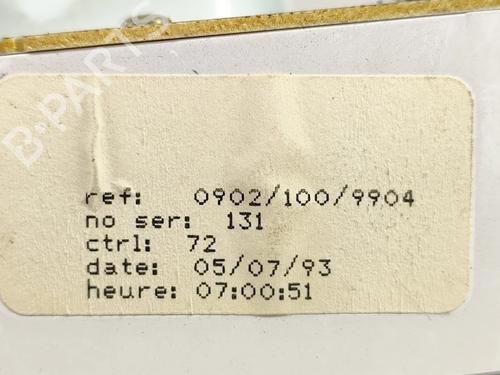 B-PARTS
ref: 0902/100/9904
no ser: 131
ctrl: 72
date: 05/07/93
heure: 07:00:51